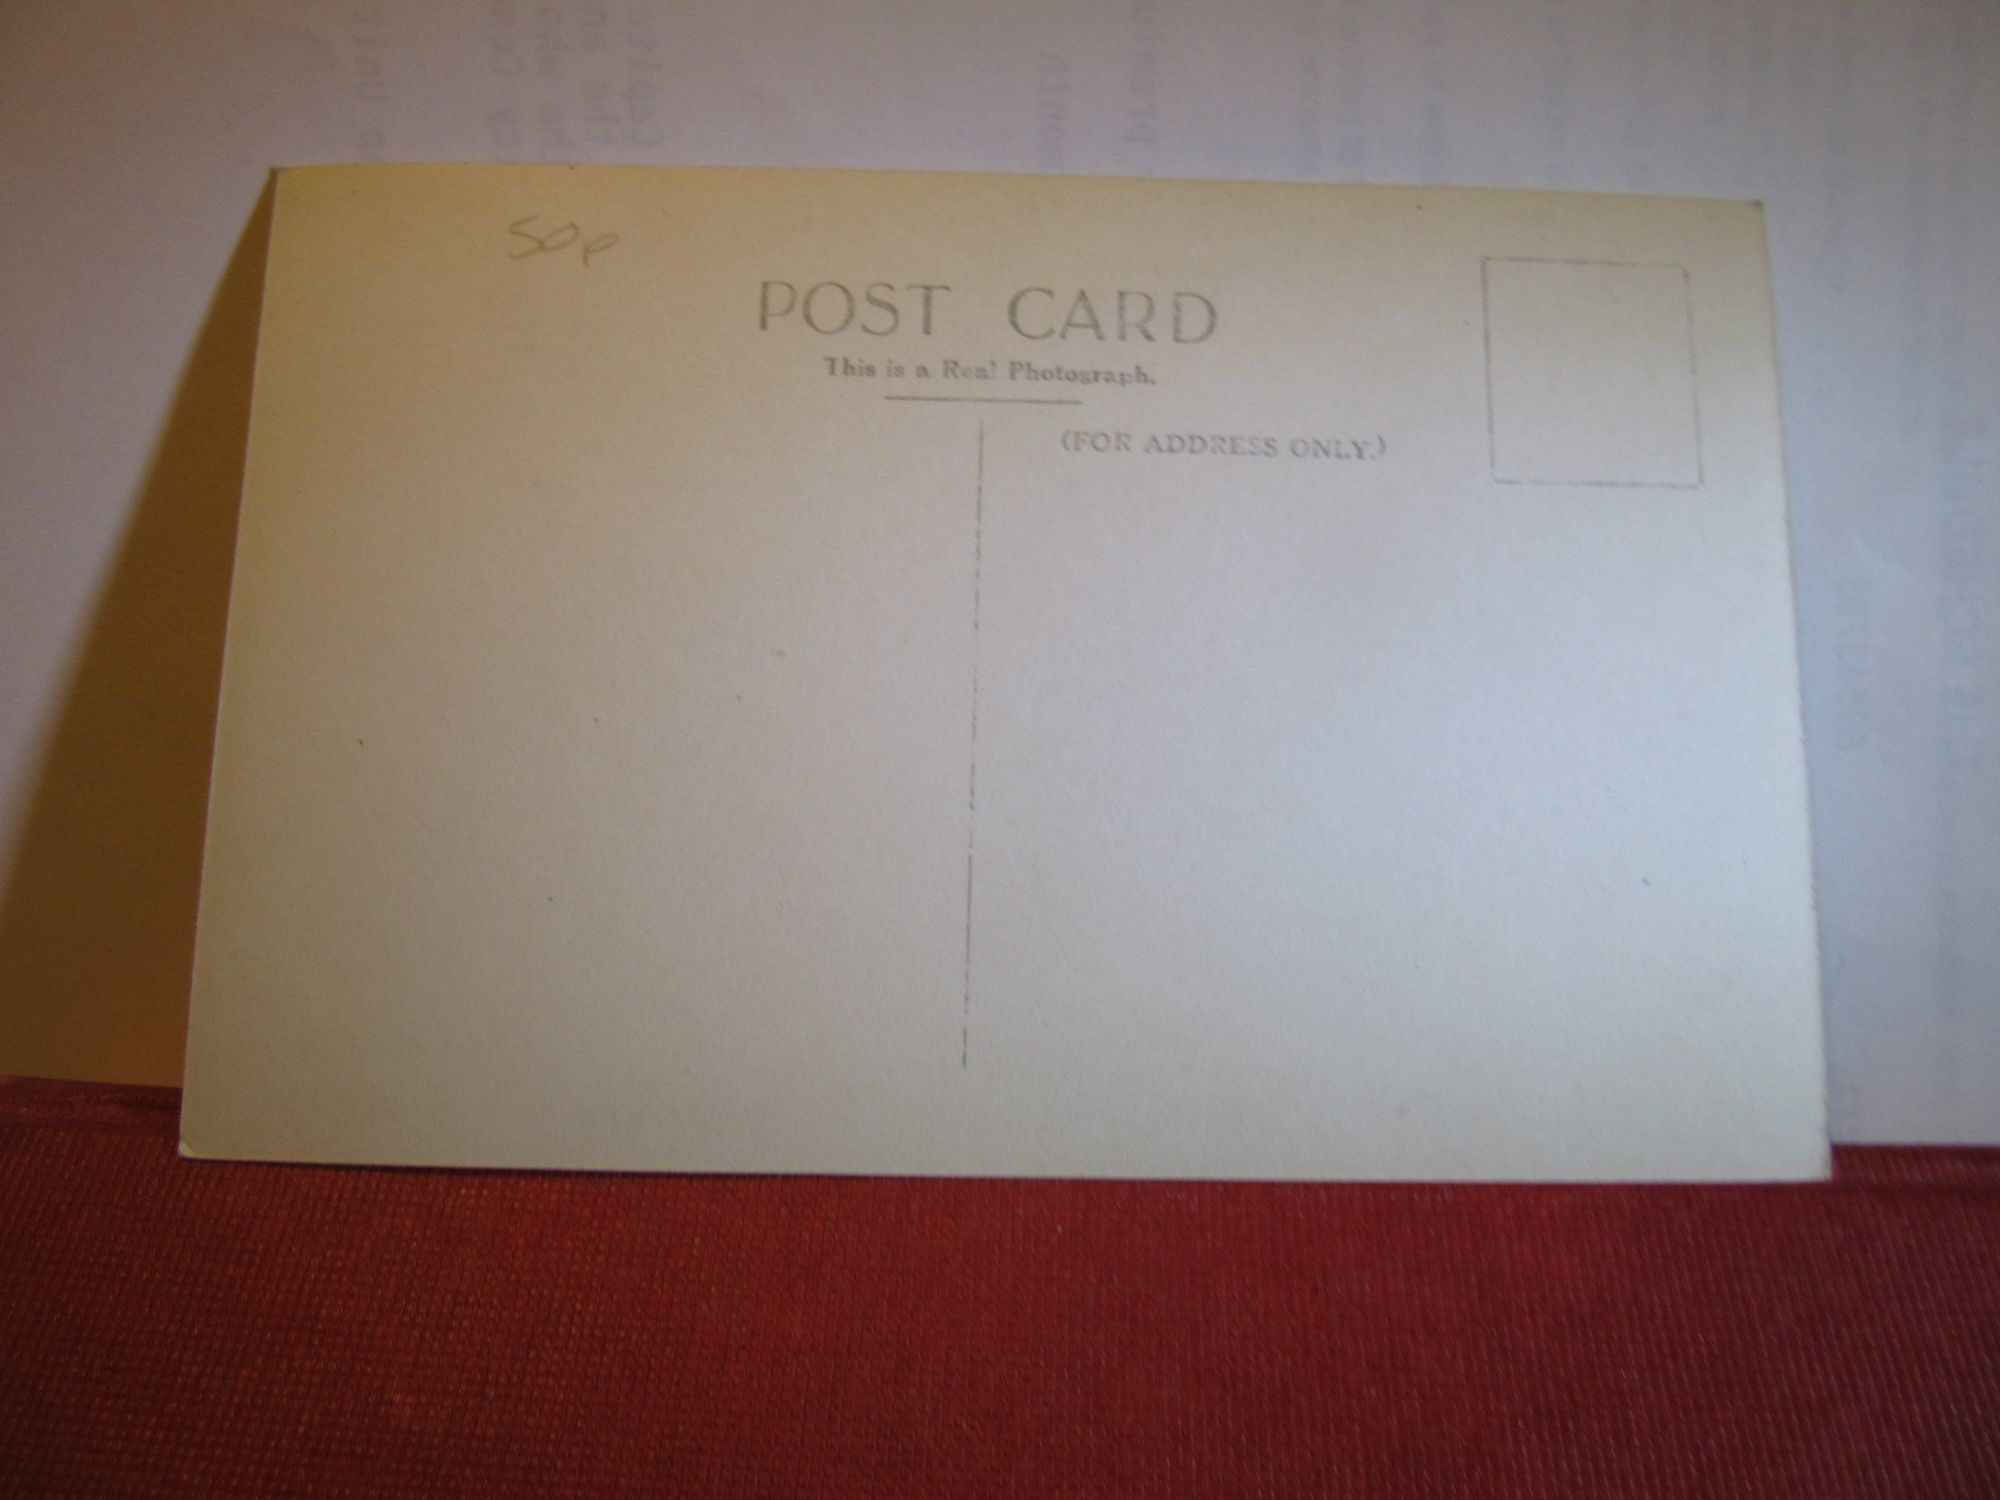 50p
POST CARD
This is a Real Photograph.
(FOR ADDRESS ONLY.)